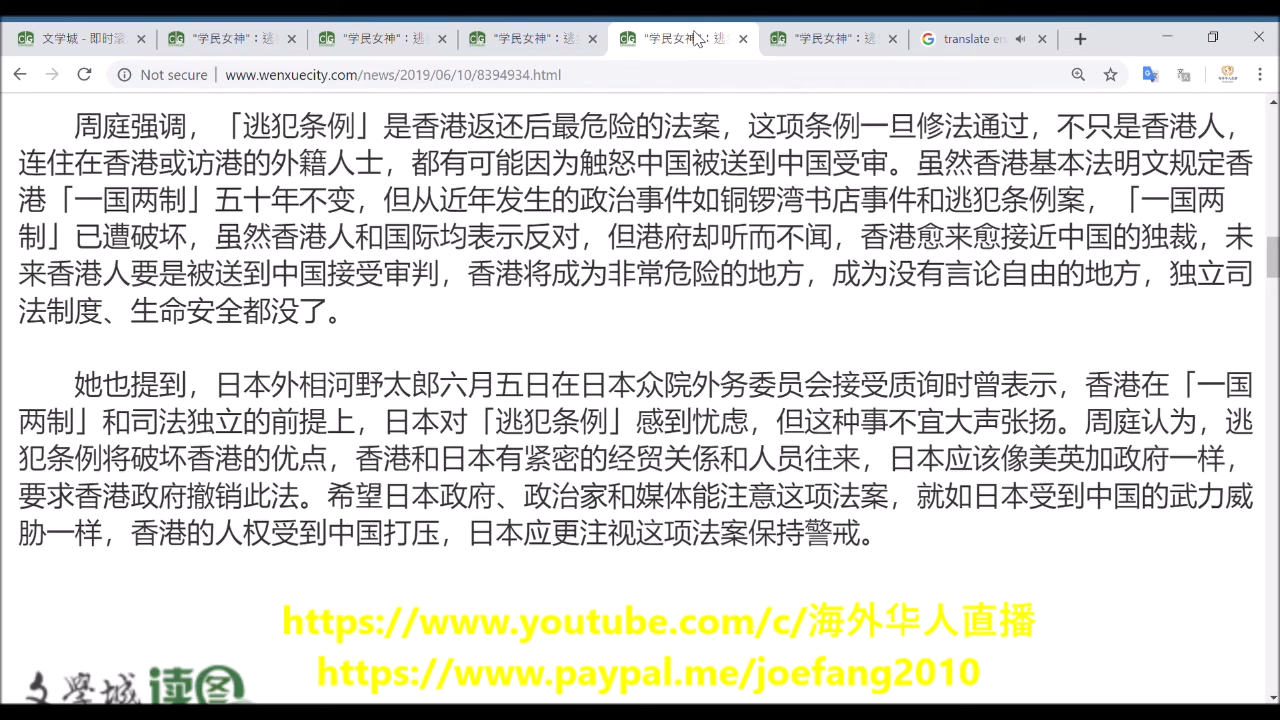 文学城 - 即时滚
"学民女神"：逃
"学民女神"：逃
"学民女神"：逃
"学民女神"：逃
"学民女神"：逃
translate en
Not secure
www.wenxuecity.com/news/2019/06/10/8394934.html
周庭强调，「逃犯条例」是香港返还后最危险的法案，这项条例一旦修法通过，不只是香港人，
连住在香港或访港的外籍人士，都有可能因为触怒中国被送到中国受审。虽然香港基本法明文规定香
港「一国两制」五十年不变，但从近年发生的政治事件如铜锣湾书店事件和逃犯条例案，「一国两
制」已遭破坏，虽然香港人和国际均表示反对，但港府却听而不闻，香港愈来愈接近中国的独裁，未
来香港人要是被送到中国接受审判，香港将成为非常危险的地方，成为没有言论自由的地方，独立司
法制度、生命安全都没了。
她也提到，日本外相河野太郎六月五日在日本众院外务委员会接受质询时曾表示，香港在「一国
两制」和司法独立的前提上，日本对「逃犯条例」感到忧虑，但这种事不宜大声张扬。周庭认为，逃
犯条例将破坏香港的优点，香港和日本有紧密的经贸关係和人员往来，日本应该像美英加政府一样，
要求香港政府撤销此法。希望日本政府、政治家和媒体能注意这项法案，就如日本受到中国的武力威
胁一样，香港的人权受到中国打压，日本应更注视这项法案保持警戒。
https://www.youtube.com/c/海外华人直播
https://www.paypal.me/joefang2010
文學城 读图